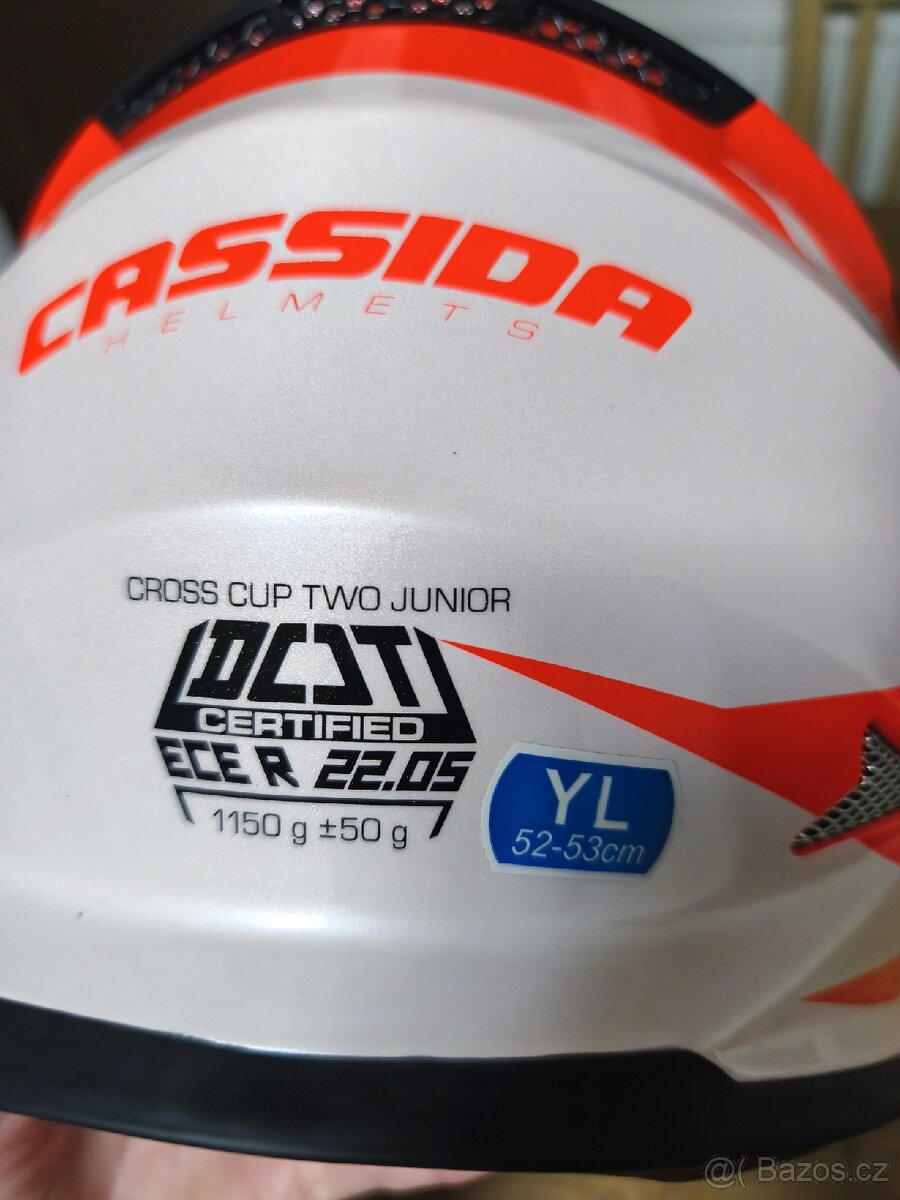 CASSIDA
HELMETS
CROSS CUP TWO JUNIOR
DOT
CERTIFIED
ECE R 22.05
1150 g ±50 g
YL
52-53cm
@( Bazos.cz